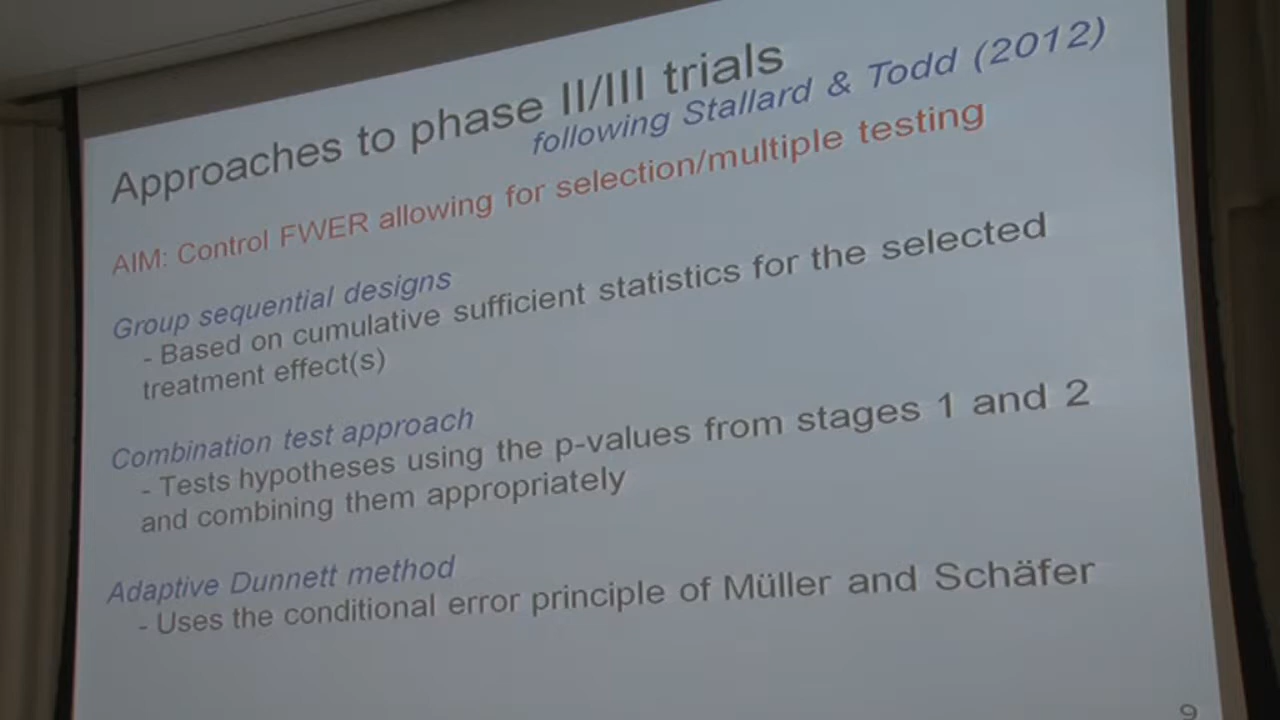 Approaches to phase II/III trials
following Stallard & Todd (2012)
AIM: Control FWER allowing for selection/multiple testing
Group sequential designs
- Based on cumulative sufficient statistics for the selected
treatment effect(s)
Combination test approach
- Tests hypotheses using the p-values from stages 1 and 2
and combining them appropriately
Adaptive Dunnett method
- Uses the conditional error principle of Müller and Schäfer
9